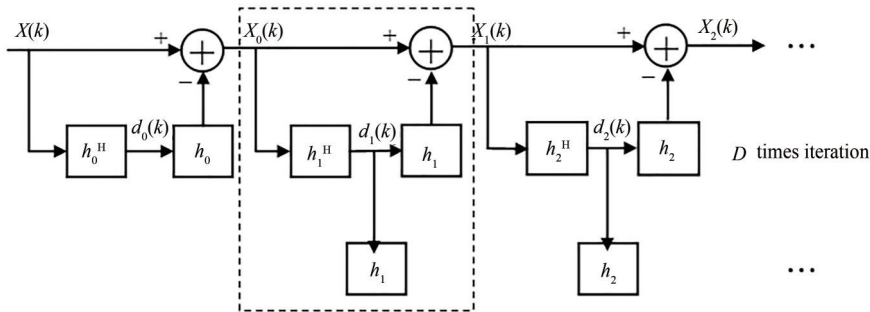 X(k) + − X₀(k) + − X₁(k) + − X₂(k) ...
h₀ᴴ d₀(k) h₀ h₁ᴴ d₁(k) h₁ h₂ᴴ d₂(k) h₂ D times iteration
h₁ h₂ ...